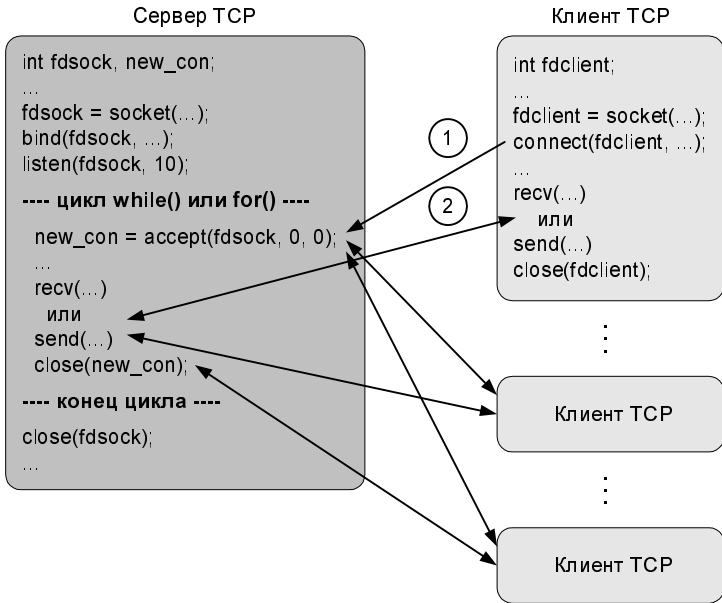 Сервер TCP
int fdsock, new_con;
...
fdsock = socket(...);
bind(fdsock, ...);
listen(fdsock, 10);
---- цикл while() или for() ----
new_con = accept(fdsock, 0, 0);
...
recv(...)
или
send(...)
close(new_con);
---- конец цикла ----
close(fdsock);
...
1
2
Клиент TCP
int fdclient;
...
fdclient = socket(...);
connect(fdclient, ...);
...
recv(...)
или
send(...)
close(fdclient);
Клиент TCP
Клиент TCP